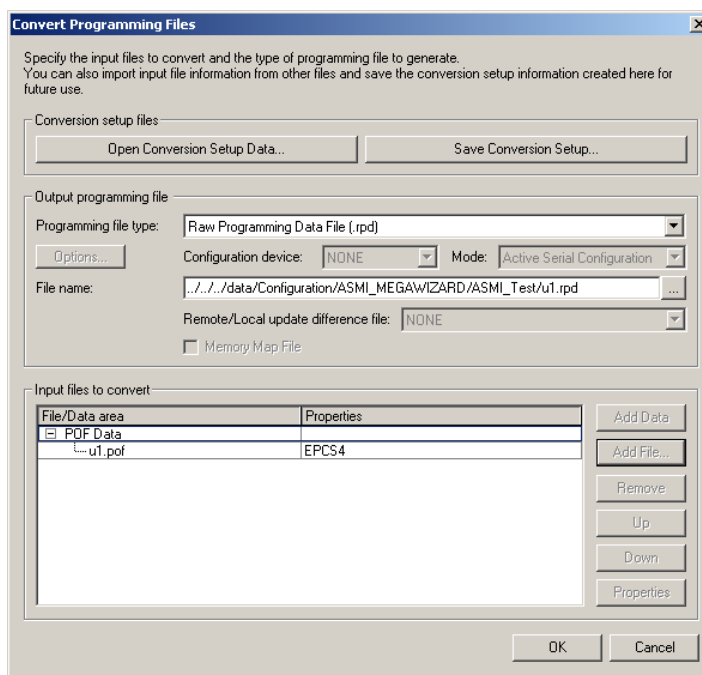 Convert Programming Files
Specify the input files to convert and the type of programming file to generate.
You can also import input file information from other files and save the conversion setup information created here for
future use.
Conversion setup files
Open Conversion Setup Data...
Save Conversion Setup...
Output programming file
Programming file type:
Raw Programming Data File (.rpd)
Options...
Configuration device:
NONE
Mode:
Active Serial Configuration
File name:
../../../data/Configuration/ASMI_MEGAWIZARD/ASMI_Test/u1.rpd
...
Remote/Local update difference file:
NONE
Memory Map File
Input files to convert
File/Data area
Properties
Add Data
POF Data
u1.pof
EPCS4
Add File...
Remove
Up
Down
Properties
OK
Cancel